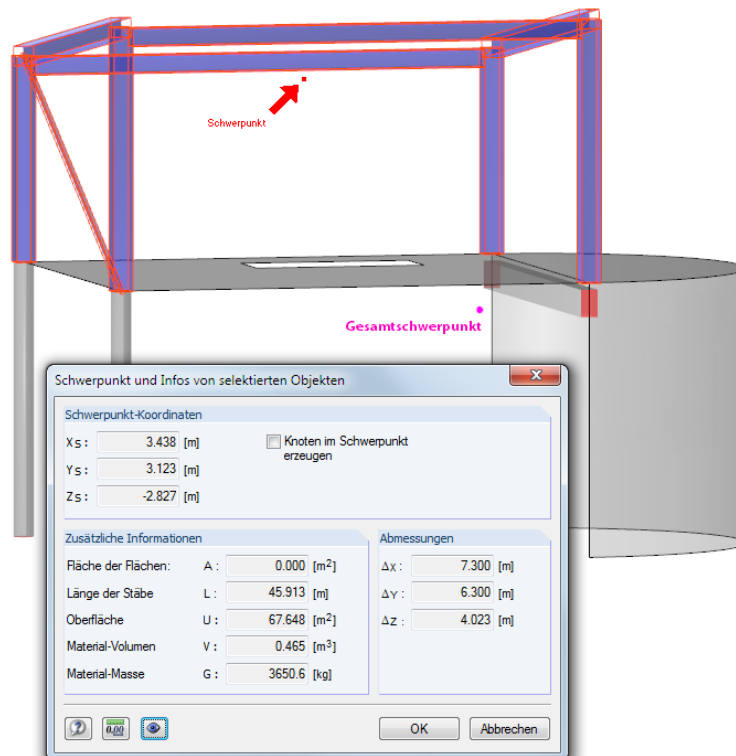 Schwerpunkt
Gesamtschwerpunkt
Schwerpunkt und Infos von selektierten Objekten
Schwerpunkt-Koordinaten
Xs: 3.438 [m]
Ys: 3.123 [m]
Zs: -2.827 [m]
Knoten im Schwerpunkt
erzeugen
Zusätzliche Informationen
Fläche der Flächen: A: 0.000 [m²]
Länge der Stäbe L: 45.913 [m]
Oberfläche U: 67.648 [m²]
Material-Volumen V: 0.465 [m³]
Material-Masse G: 3650.6 [kg]
Abmessungen
ΔX: 7.300 [m]
ΔY: 6.300 [m]
ΔZ: 4.023 [m]
0.00
OK Abbrechen